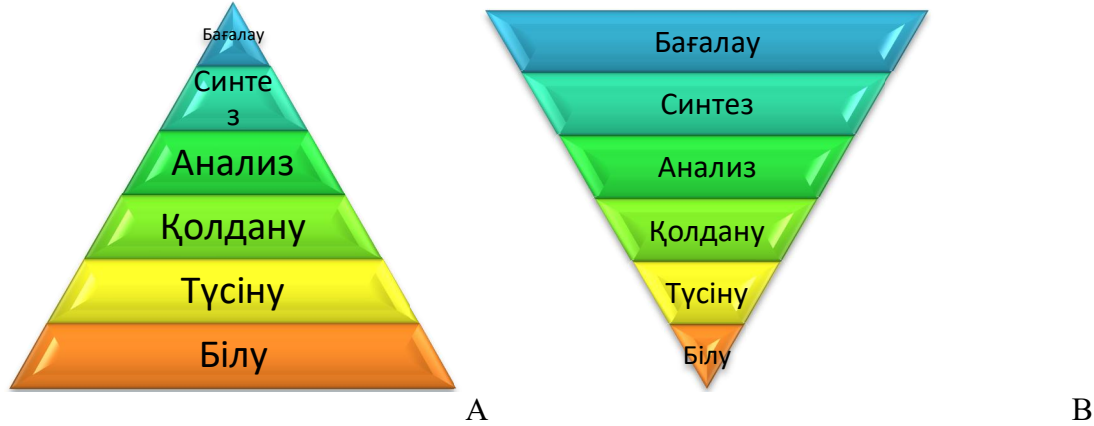 Бағалау
Синте
з
Анализ
Қолдану
Түсіну
Білу
А
Бағалау
Синтез
Анализ
Қолдану
Түсіну
Білу
В